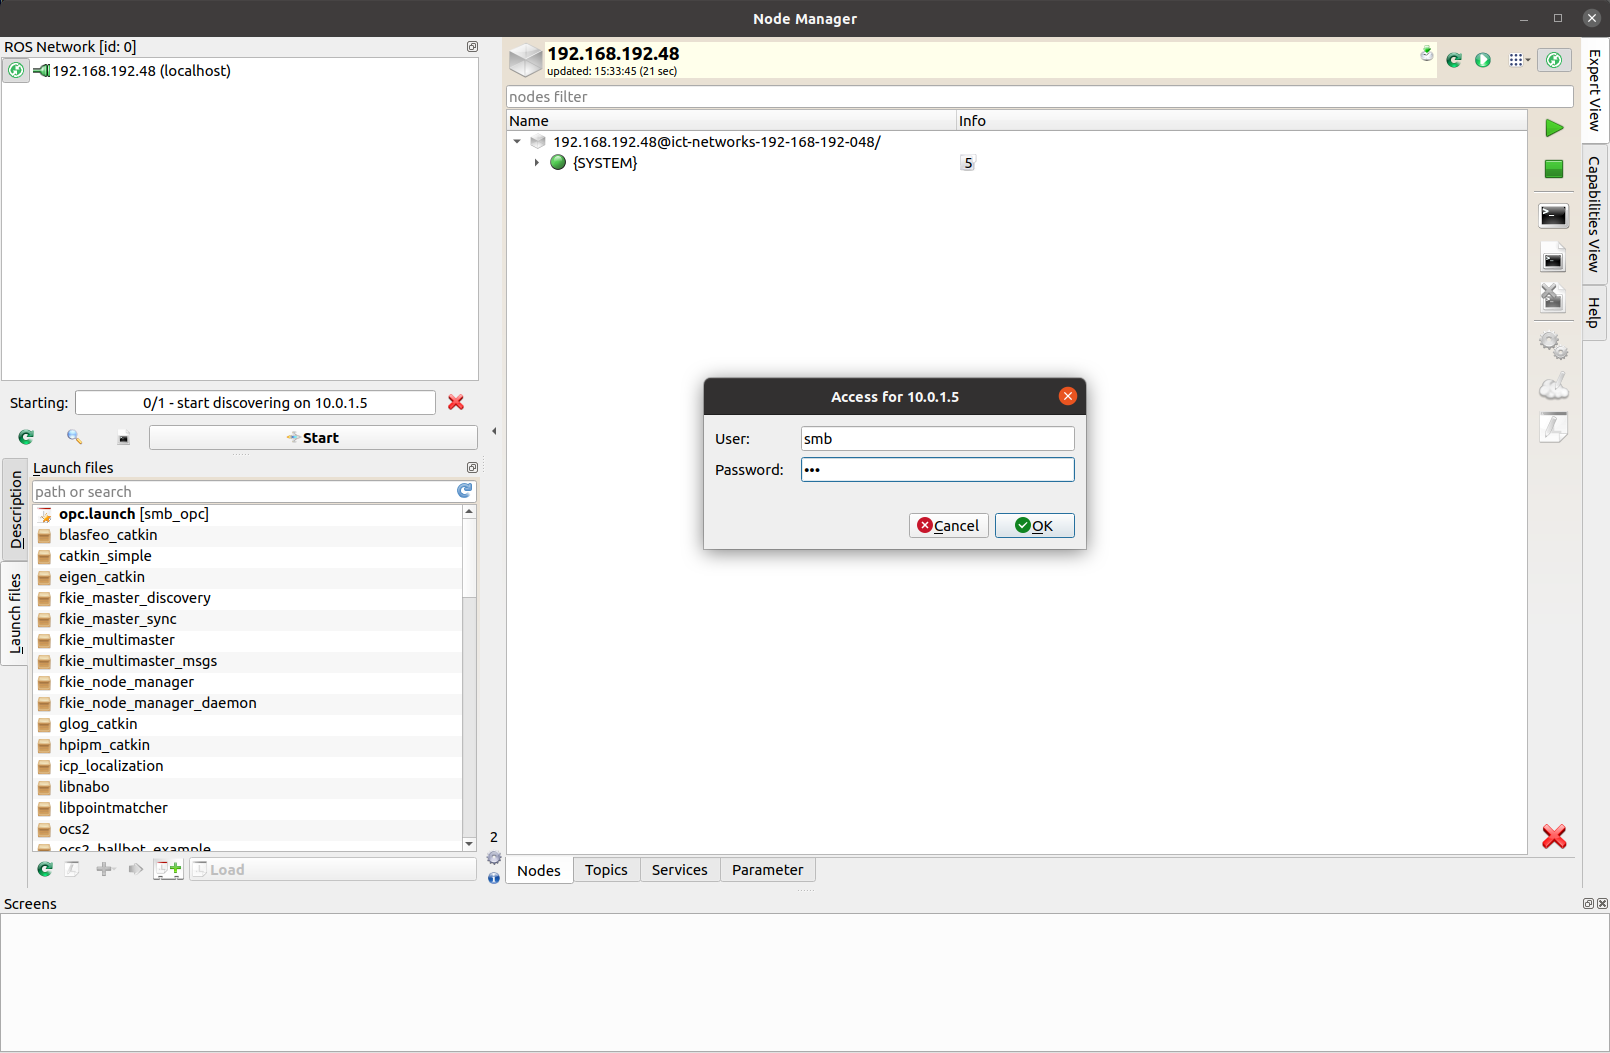 Node Manager
ROS Network [id: 0]
192.168.192.48 (localhost)
192.168.192.48
updated: 15:33:45 (21 sec)
nodes filter
Name Info
192.168.192.48@ict-networks-192-168-192-048/
{SYSTEM} 5
Expert View
Capabilities View
Help
Access for 10.0.1.5
User: smb
Password: •••
Cancel OK
Starting: 0/1 - start discovering on 10.0.1.5
Start
Description
Launch files
Launch files
path or search
opc.launch [smb_opc]
blasfeo_catkin
catkin_simple
eigen_catkin
fkie_master_discovery
fkie_master_sync
fkie_multimaster
fkie_multimaster_msgs
fkie_node_manager
fkie_node_manager_daemon
glog_catkin
hpipm_catkin
icp_localization
libnabo
libpointmatcher
ocs2
ocs2_ballbot_example
Load
2
Nodes Topics Services Parameter
Screens